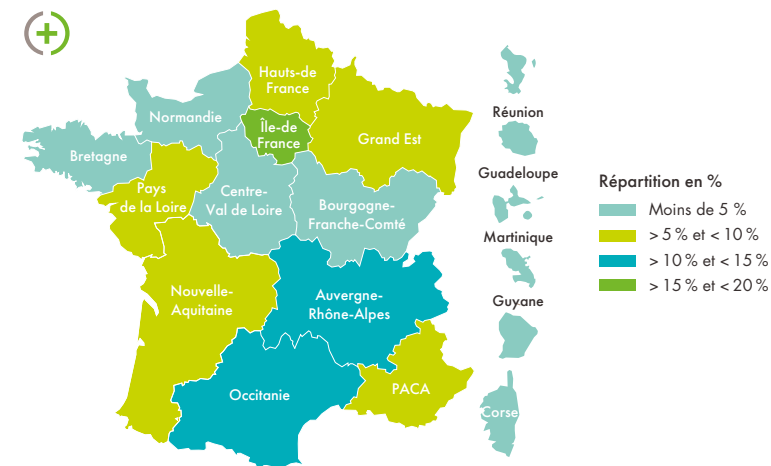 Hauts-de
France
Normandie
Île-de
France
Grand Est
Bretagne
Pays
de la Loire
Centre-
Val de Loire
Bourgogne-
Franche-Comté
Nouvelle-
Aquitaine
Auvergne-
Rhône-Alpes
Occitanie
PACA
Corse
Réunion
Guadeloupe
Martinique
Guyane
Répartition en %
Moins de 5 %
> 5 % et < 10 %
> 10 % et < 15 %
> 15 % et < 20 %